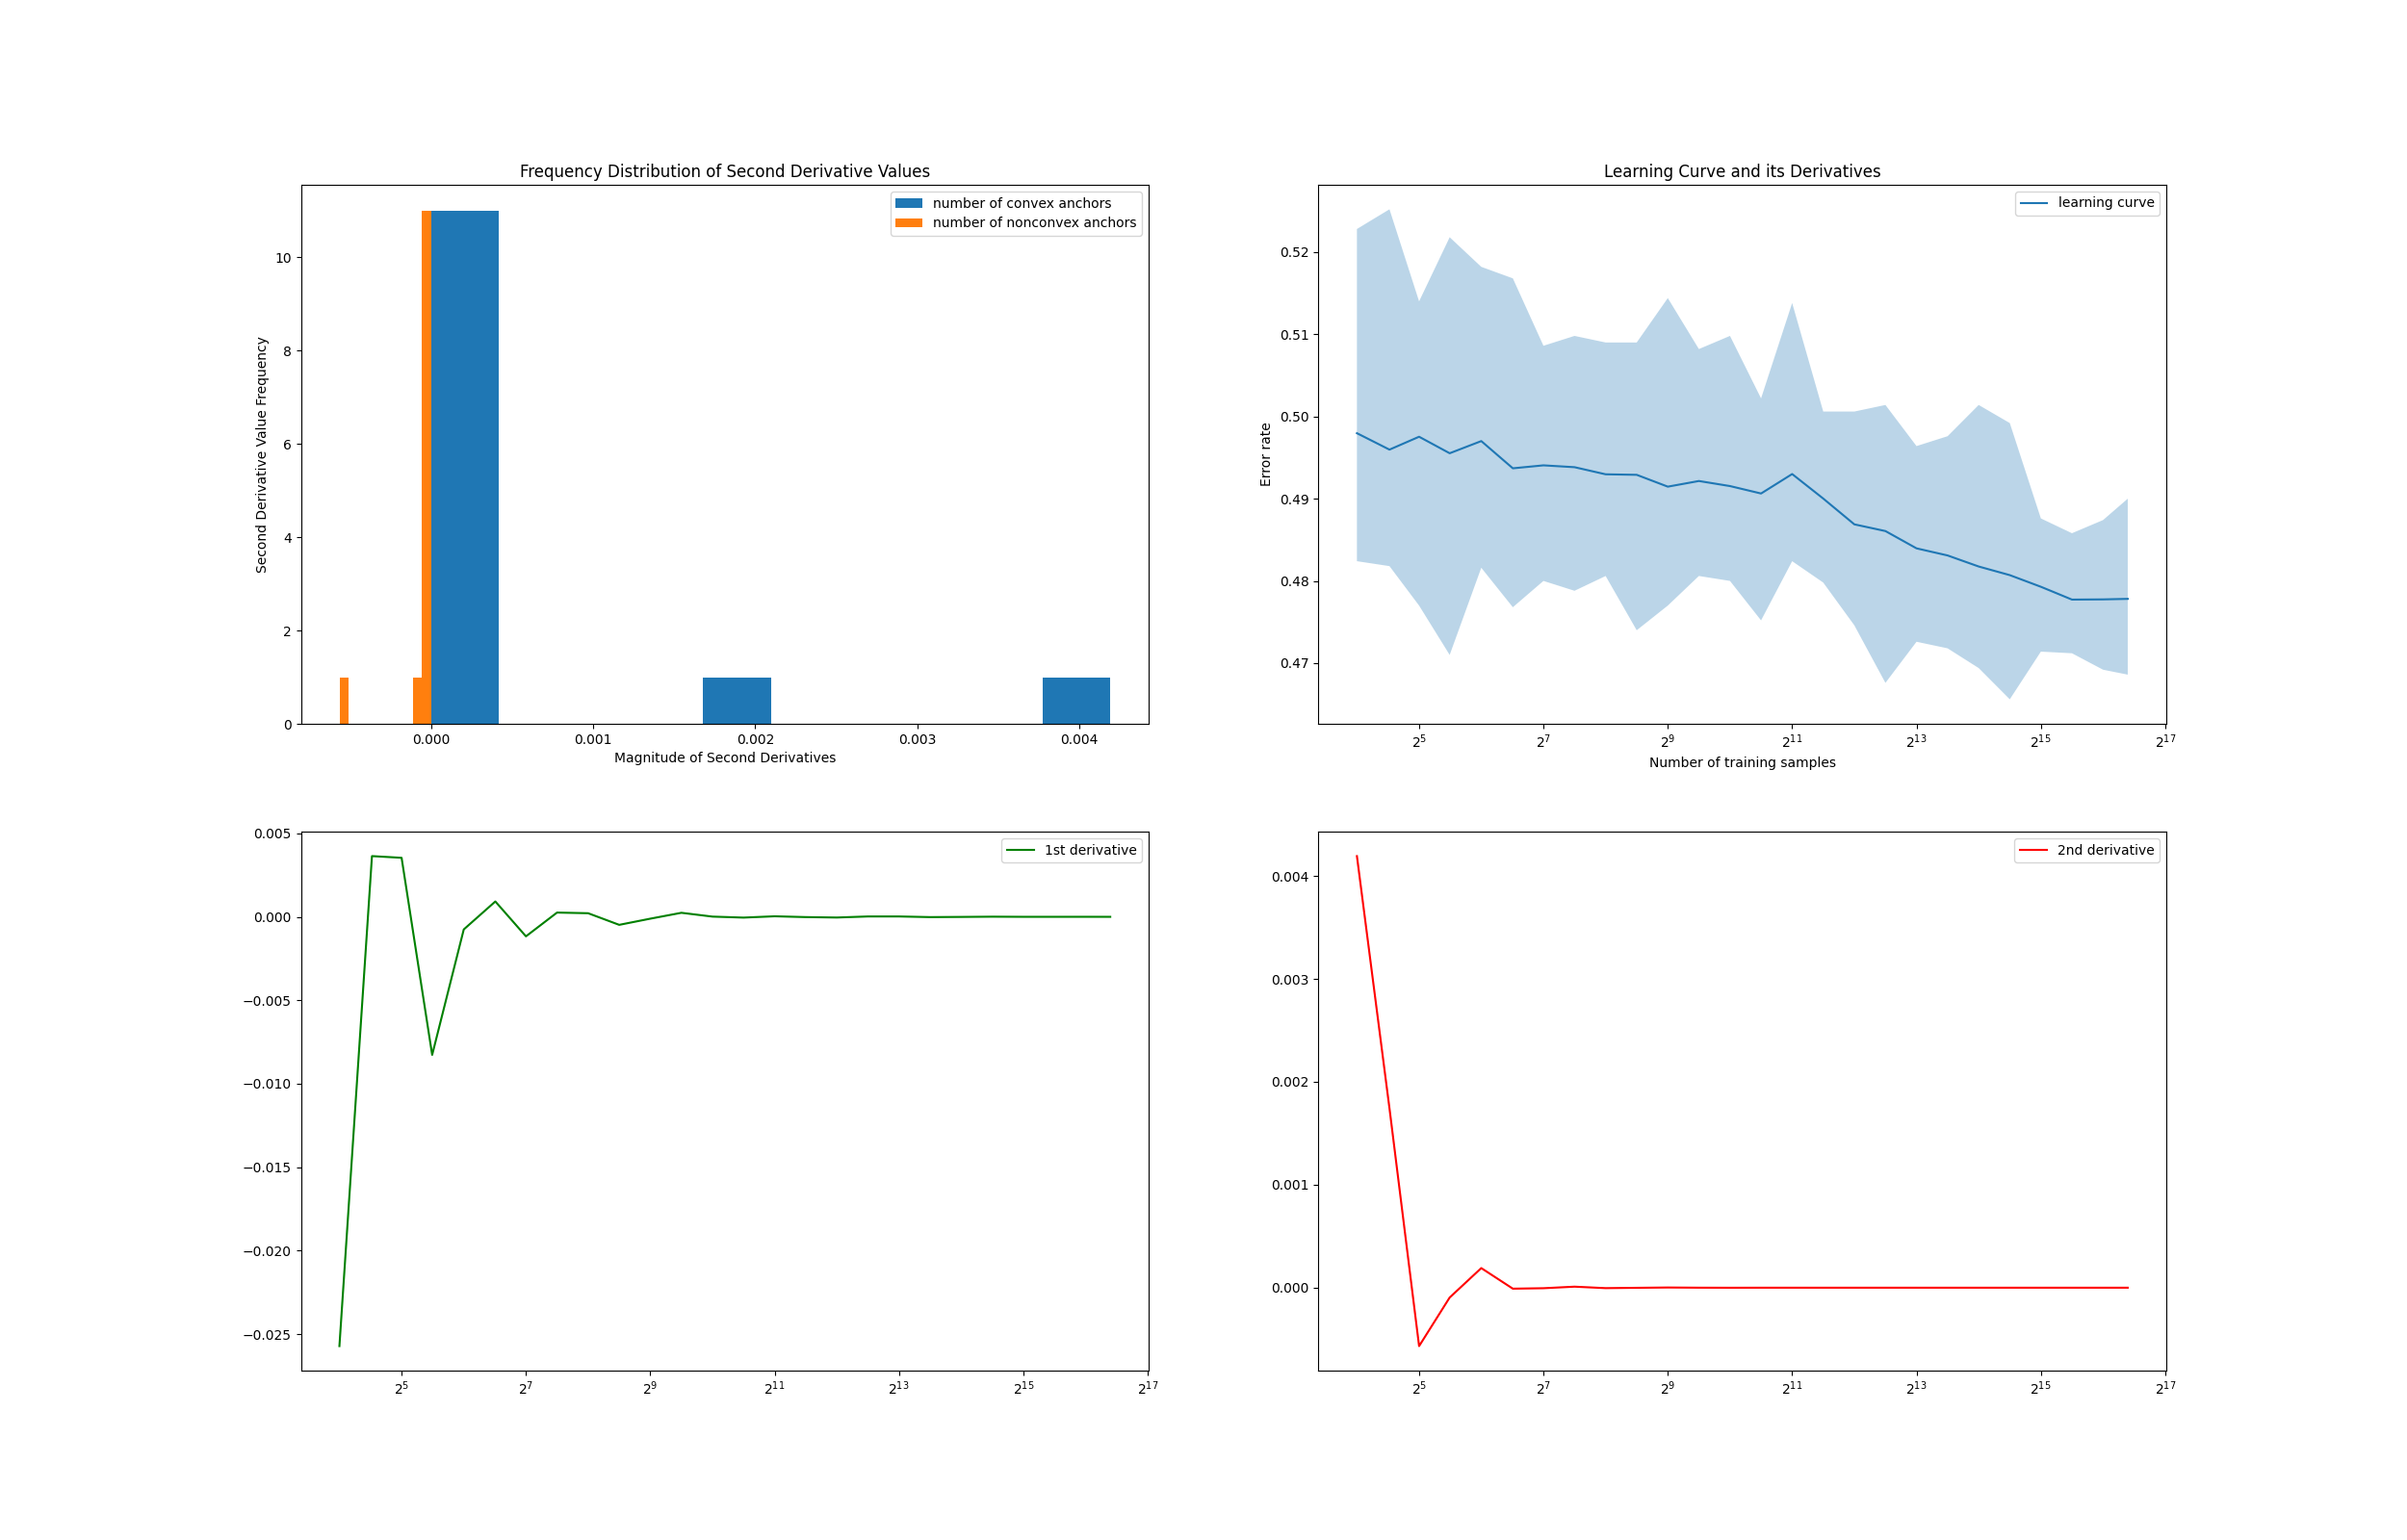 Frequency Distribution of Second Derivative Values
number of convex anchors
number of nonconvex anchors
Second Derivative Value Frequency
10
8
6
4
2
0
0.000 0.001 0.002 0.003 0.004
Magnitude of Second Derivatives
Learning Curve and its Derivatives
learning curve
Error rate
0.52
0.51
0.50
0.49
0.48
0.47
2^5 2^7 2^9 2^11 2^13 2^15 2^17
Number of training samples
1st derivative
0.005
0.000
−0.005
−0.010
−0.015
−0.020
−0.025
2^5 2^7 2^9 2^11 2^13 2^15 2^17
2nd derivative
0.004
0.003
0.002
0.001
0.000
2^5 2^7 2^9 2^11 2^13 2^15 2^17